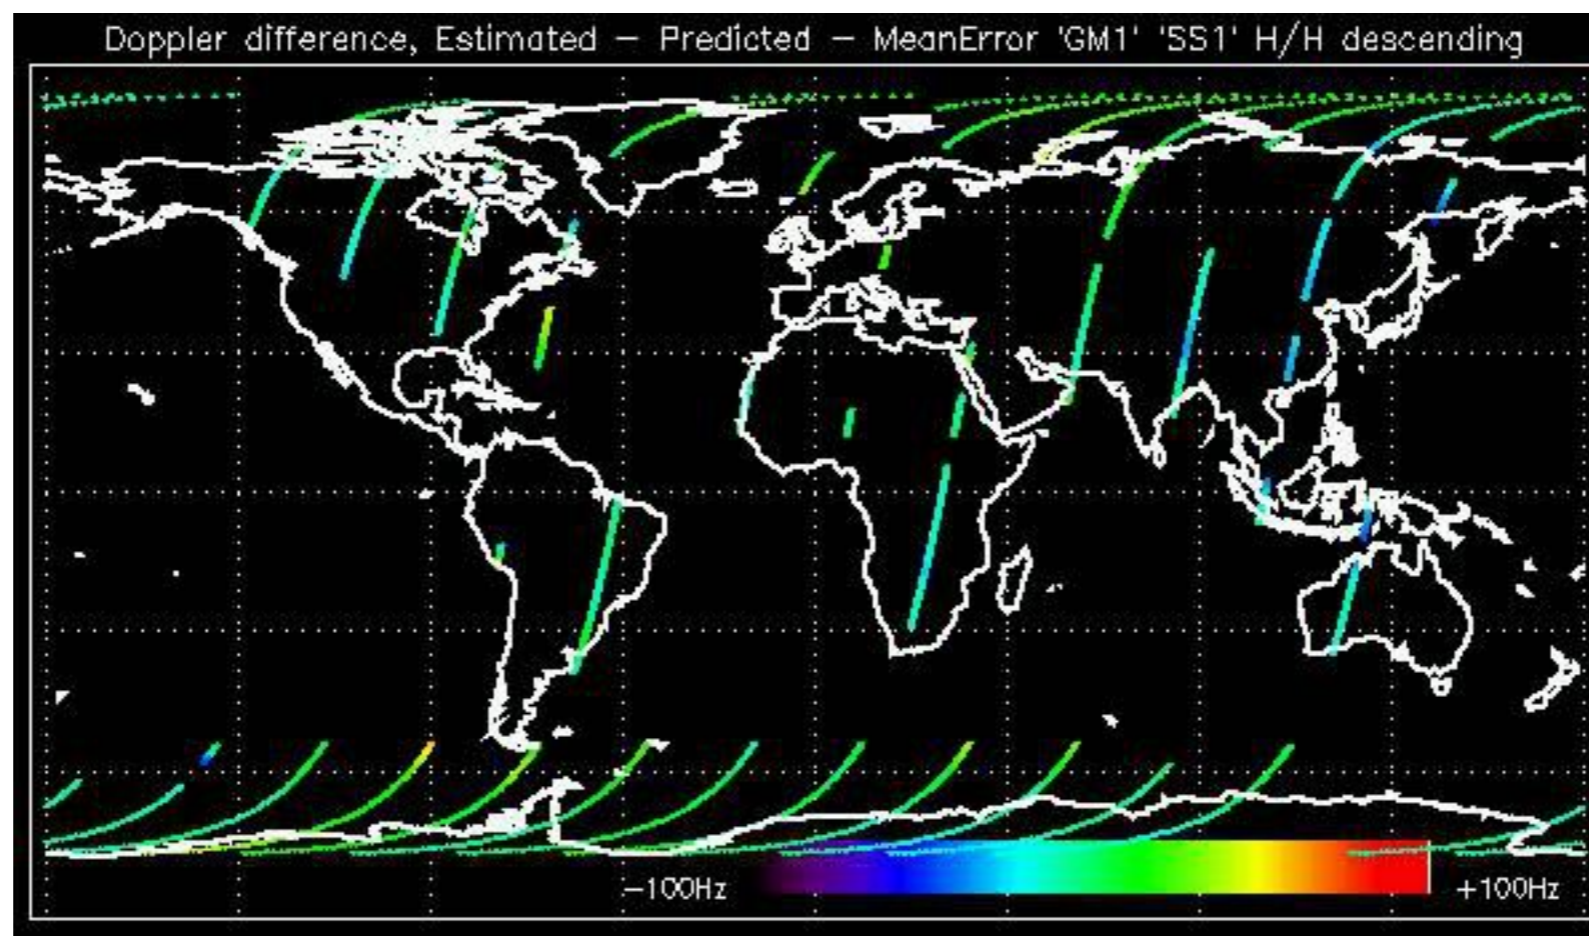 Doppler difference, Estimated – Predicted – MeanError 'GM1' 'SS1' H/H descending
–100Hz +100Hz